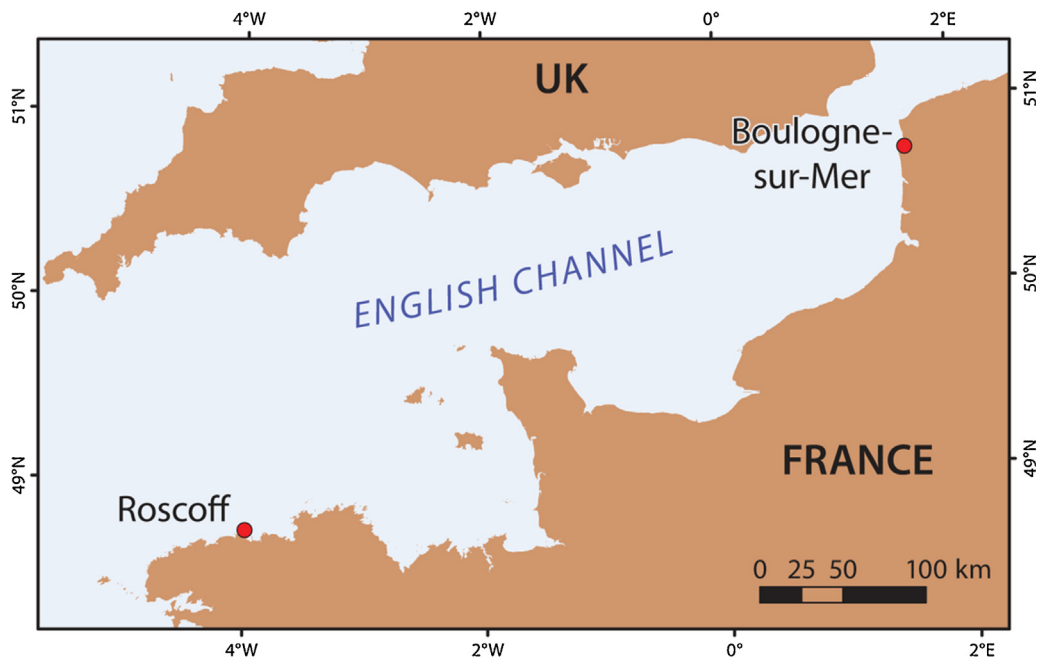 4°W 2°W 0° 2°E
51°N
51°N
UK
Boulogne-
sur-Mer
ENGLISH CHANNEL
50°N
50°N
FRANCE
49°N
49°N
Roscoff
0 25 50 100 km
4°W 2°W 0° 2°E